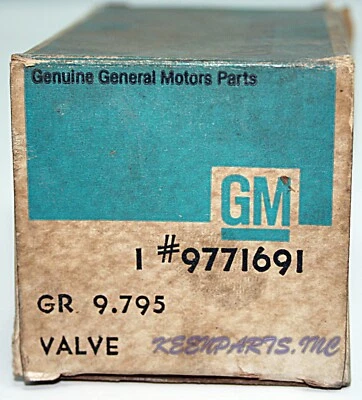 Genuine General Motors Parts
GM
1 #9771691
GR 9.795
VALVE
KEENPARTS.INC